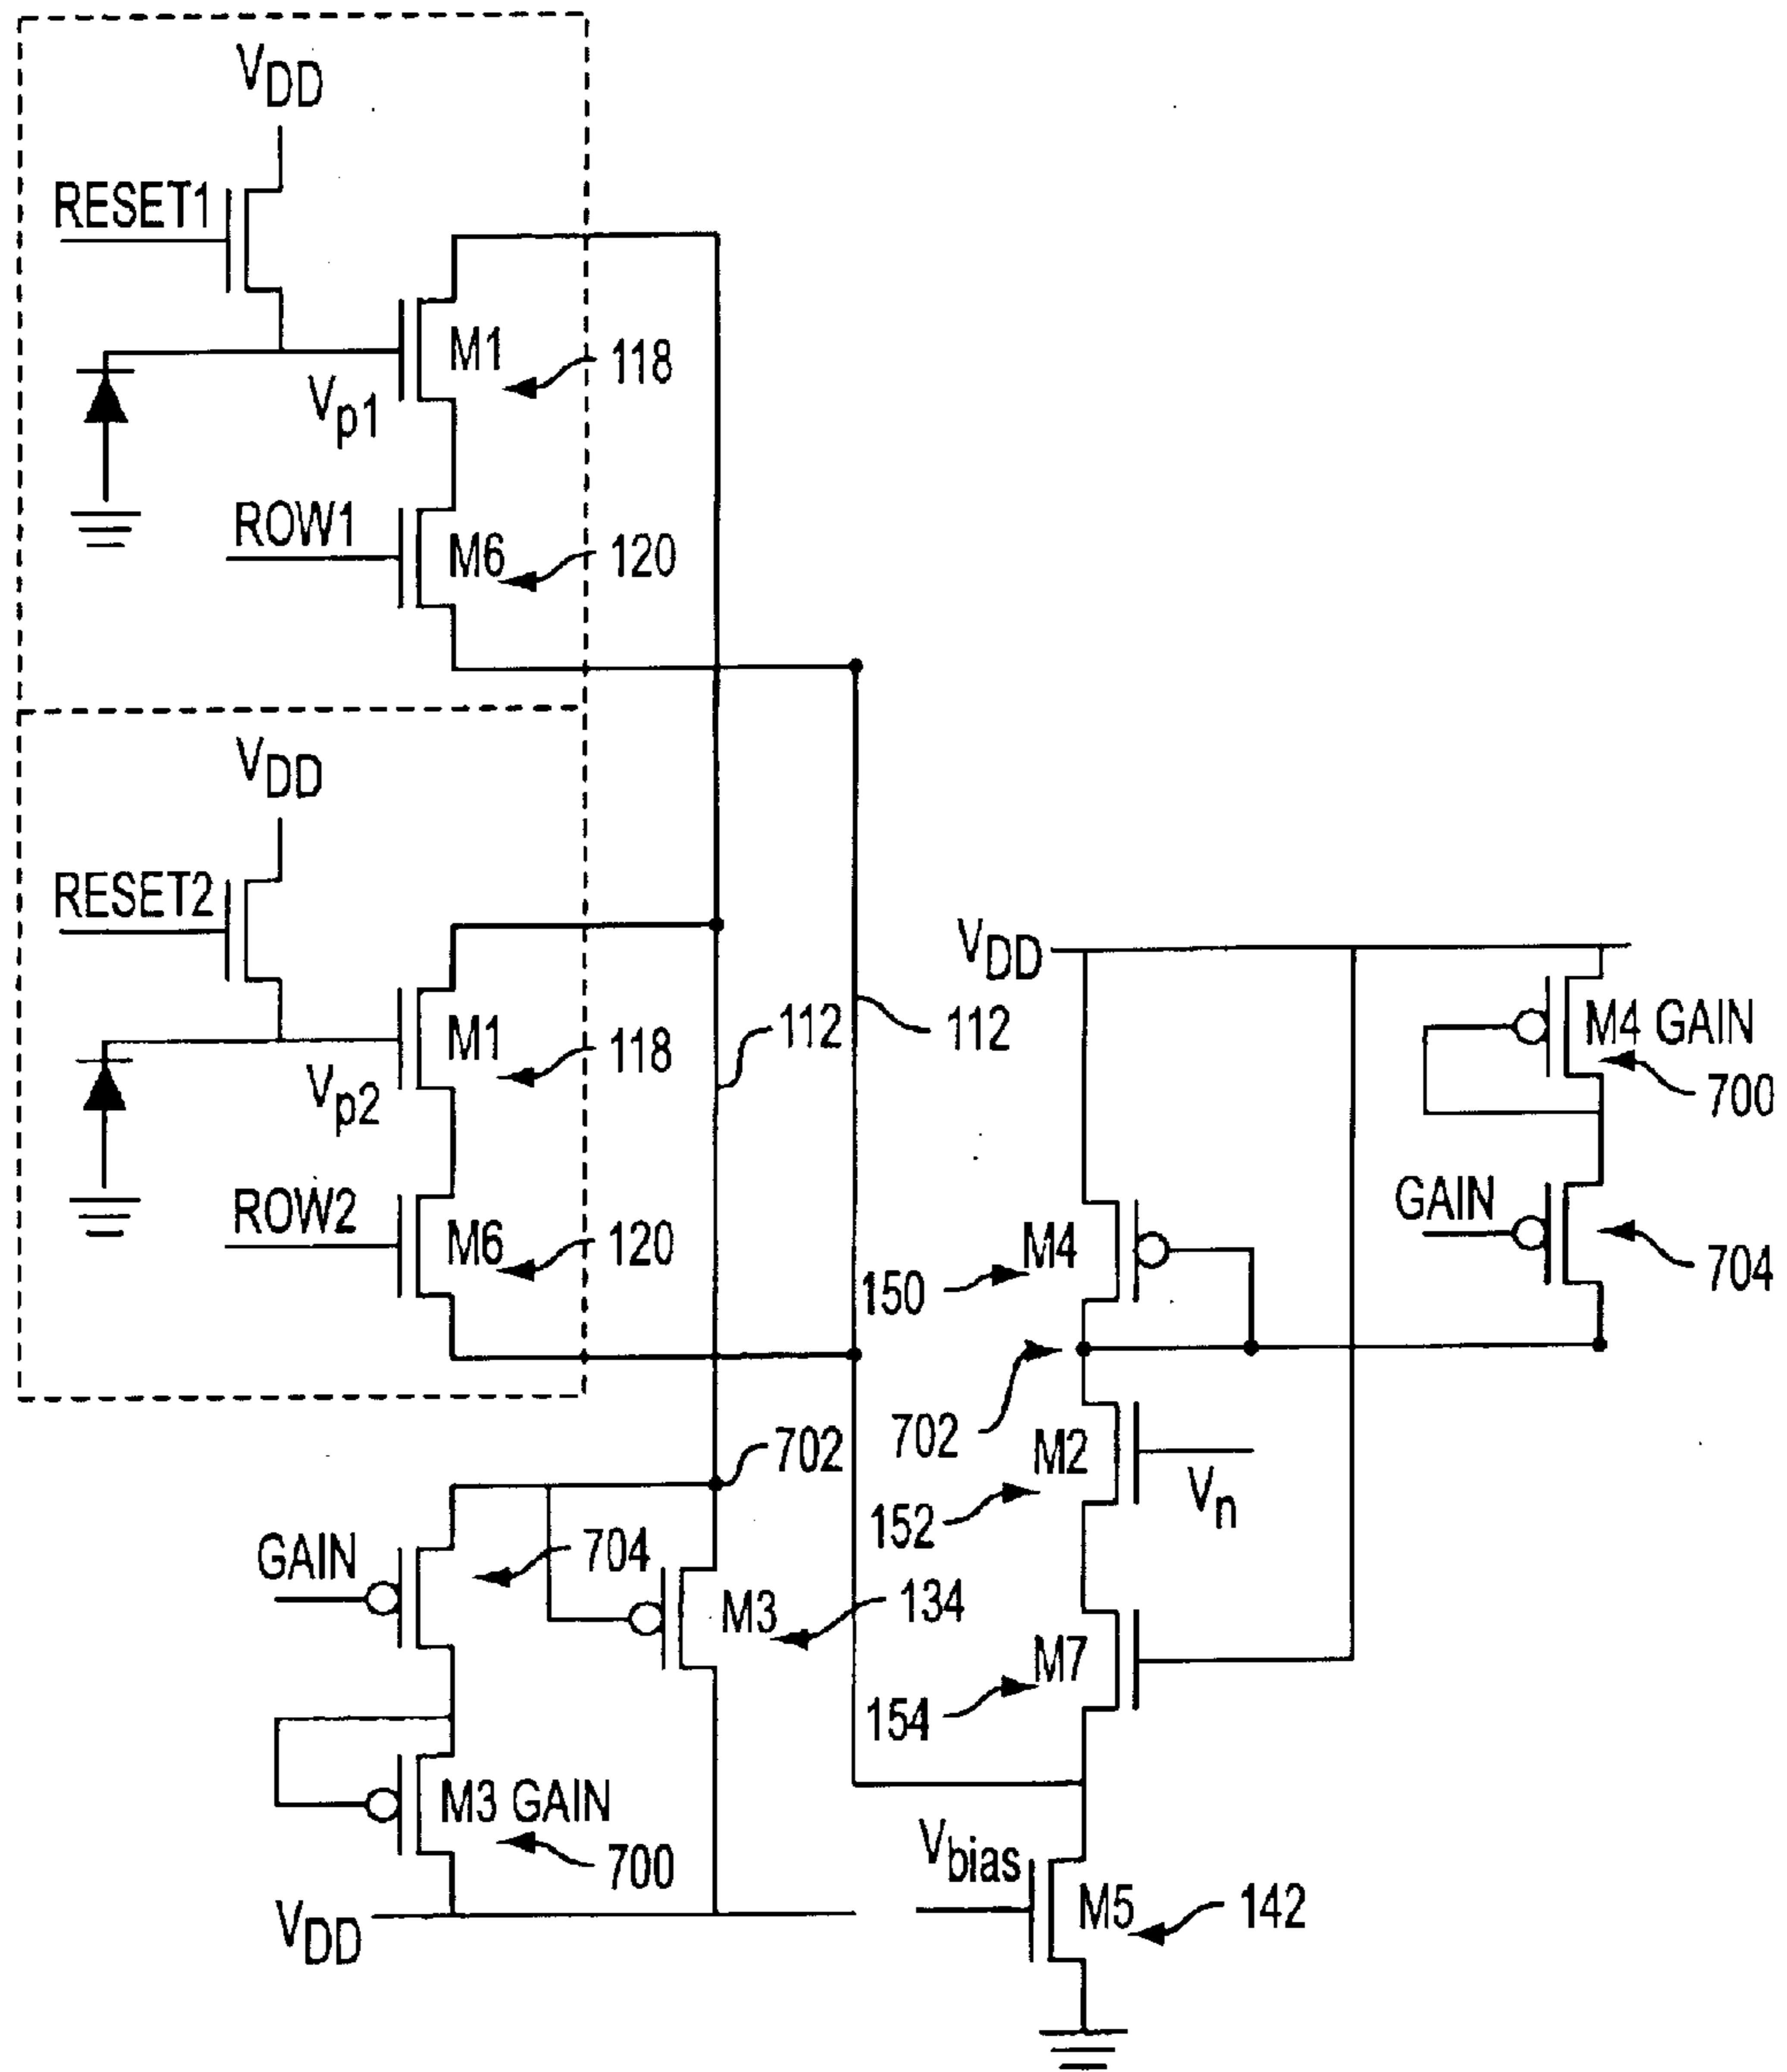 VDD
RESET1
M1
118
Vp1
ROW1
M6
120
VDD
RESET2
M1
118
Vp2
ROW2
M6
120
112
112
VDD
M4 GAIN
700
GAIN
704
M4
150
702
M2
152
Vn
M7
154
702
GAIN
704
M3
134
M3 GAIN
700
VDD
Vbias
M5
142